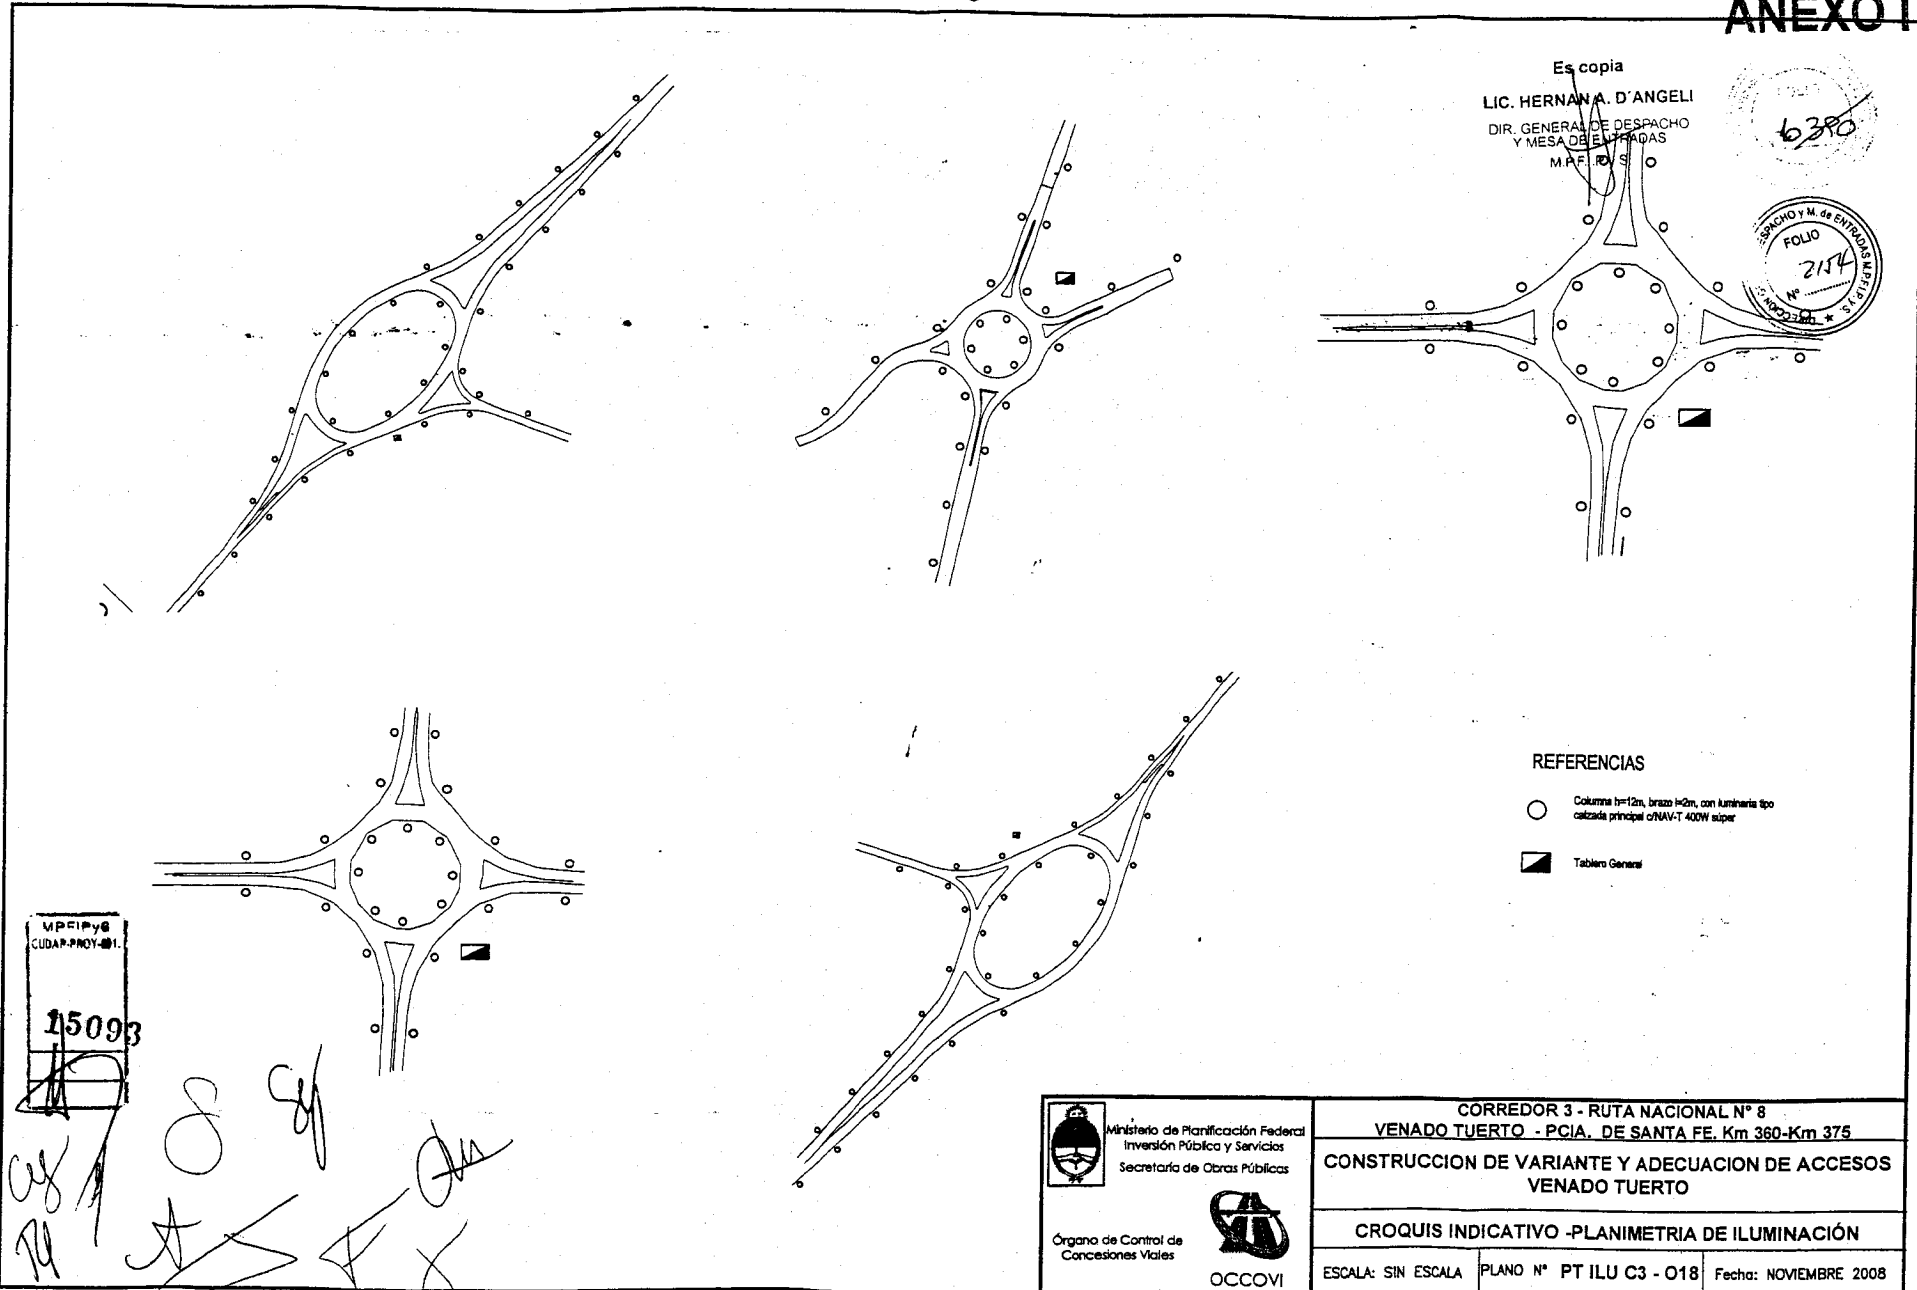 ANEXO I
Es copia
LIC. HERNAN A. D'ANGELI
DIR. GENERAL DE DESPACHO
Y MESA DE ENTRADAS
6390
FOLIO
2154
Nº
REFERENCIAS
Columna h=12m, brazo l=2m, con luminaria tipo
calzada principal c/NAV-T 400W súper
Tablero General
MPFIPyS
CUDAP-PROY-
15093
Ministerio de Planificación Federal
Inversión Pública y Servicios
Secretaría de Obras Públicas
Órgano de Control de
Concesiones Viales
OCCOVI
CORREDOR 3 - RUTA NACIONAL N° 8
VENADO TUERTO - PCIA. DE SANTA FE. Km 360-Km 375
CONSTRUCCION DE VARIANTE Y ADECUACION DE ACCESOS
VENADO TUERTO
CROQUIS INDICATIVO -PLANIMETRIA DE ILUMINACIÓN
ESCALA: SIN ESCALA
PLANO N° PT ILU C3 - O18
Fecha: NOVIEMBRE 2008